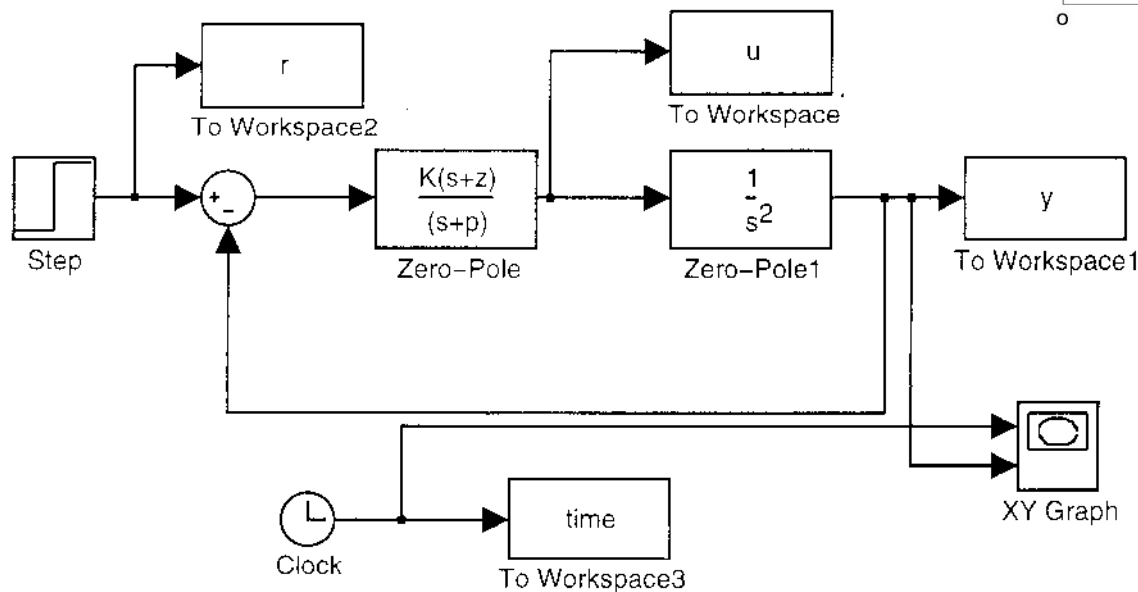 o
r
To Workspace2
u
To Workspace
Step
+
−
K(s+z)
(s+p)
Zero−Pole
1
s2
Zero−Pole1
y
To Workspace1
XY Graph
Clock
time
To Workspace3